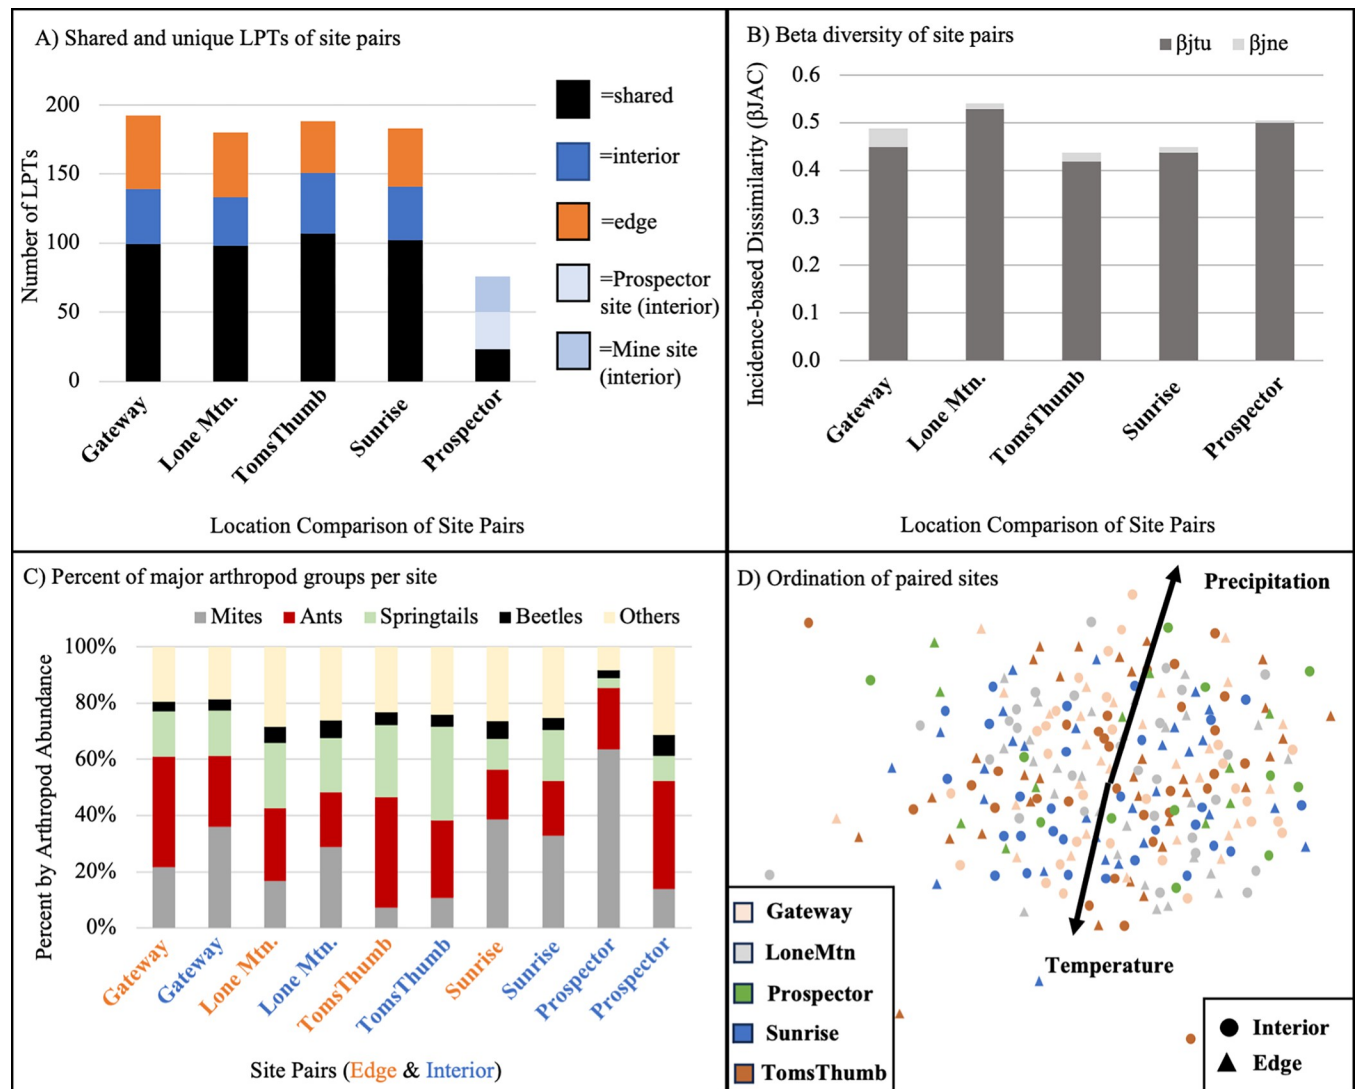 A) Shared and unique LPTs of site pairs
Number of LPTs
200
150
100
50
0
Gateway
Lone Mtn.
TomsThumb
Sunrise
Prospector
Location Comparison of Site Pairs
=shared
=interior
=edge
=Prospector
site (interior)
=Mine site
(interior)
B) Beta diversity of site pairs
βjtu
βjne
Incidence-based Dissimilarity (βJAC)
0.6
0.5
0.4
0.3
0.2
0.1
0.0
Gateway
Lone Mtn.
TomsThumb
Sunrise
Prospector
Location Comparison of Site Pairs
C) Percent of major arthropod groups per site
Mites
Ants
Springtails
Beetles
Others
Percent by Arthropod Abundance
100%
80%
60%
40%
20%
0%
Gateway
Gateway
Lone Mtn.
Lone Mtn.
TomsThumb
TomsThumb
Sunrise
Sunrise
Prospector
Prospector
Site Pairs (Edge & Interior)
D) Ordination of paired sites
Precipitation
Temperature
Gateway
LoneMtn
Prospector
Sunrise
TomsThumb
Interior
Edge